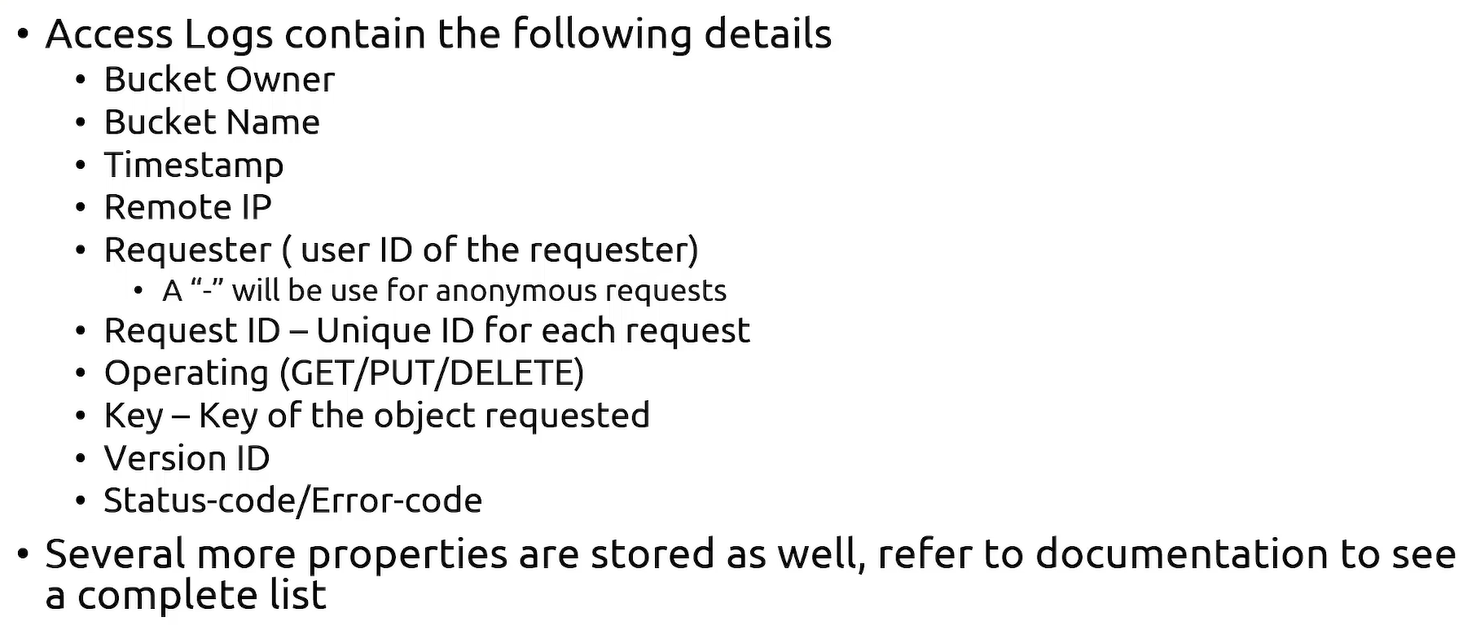 • Access Logs contain the following details
• Bucket Owner
• Bucket Name
• Timestamp
• Remote IP
• Requester ( user ID of the requester)
• A “-” will be use for anonymous requests
• Request ID – Unique ID for each request
• Operating (GET/PUT/DELETE)
• Key – Key of the object requested
• Version ID
• Status-code/Error-code
• Several more properties are stored as well, refer to documentation to see
a complete list